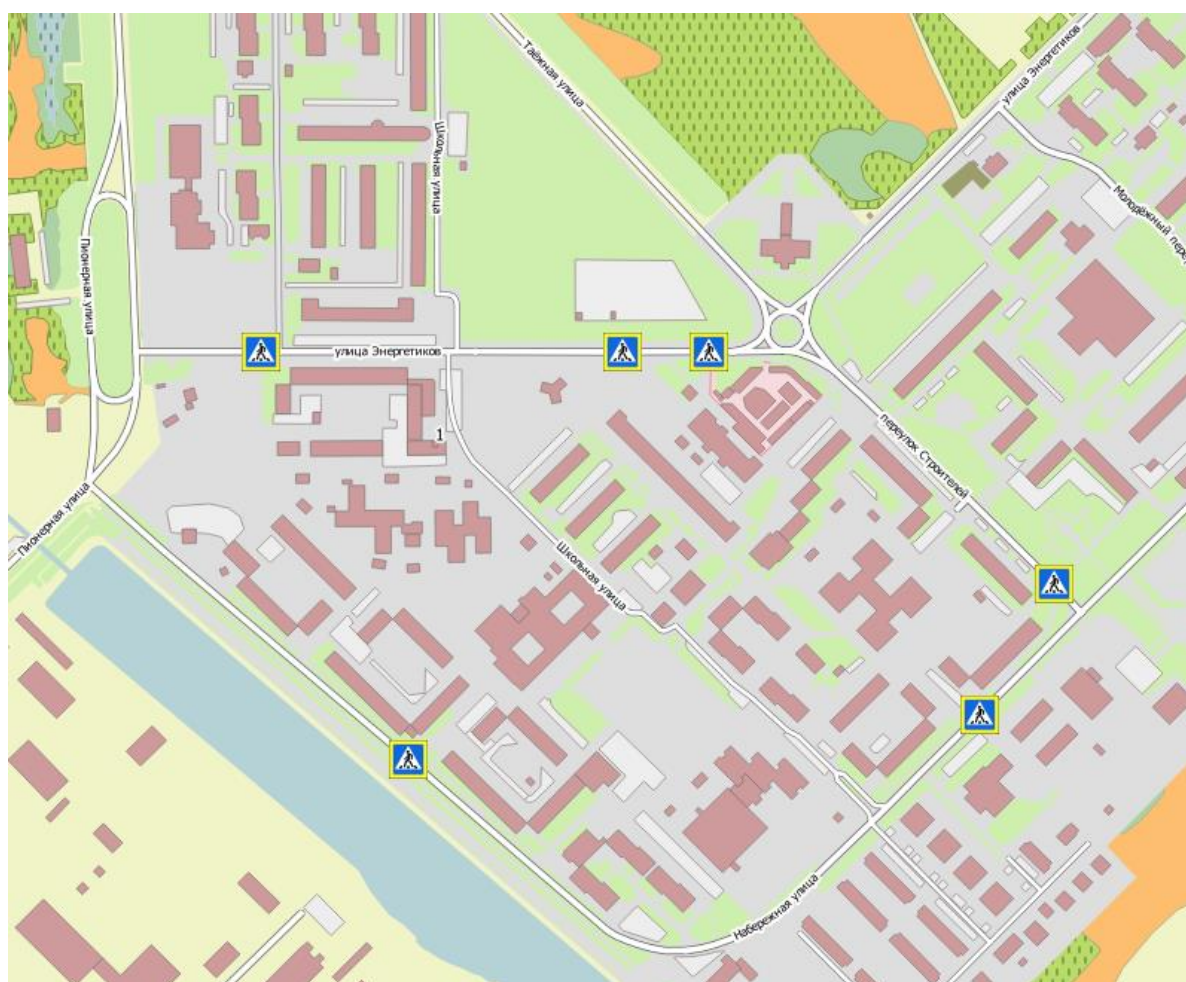 Таёжная улица
улица Энергетиков
Школьная улица
Молодёжный пере
Пионерная улица
улица Энергетиков
переулок Строителей
1
Пионерная улица
Школьная улица
Набережная улица